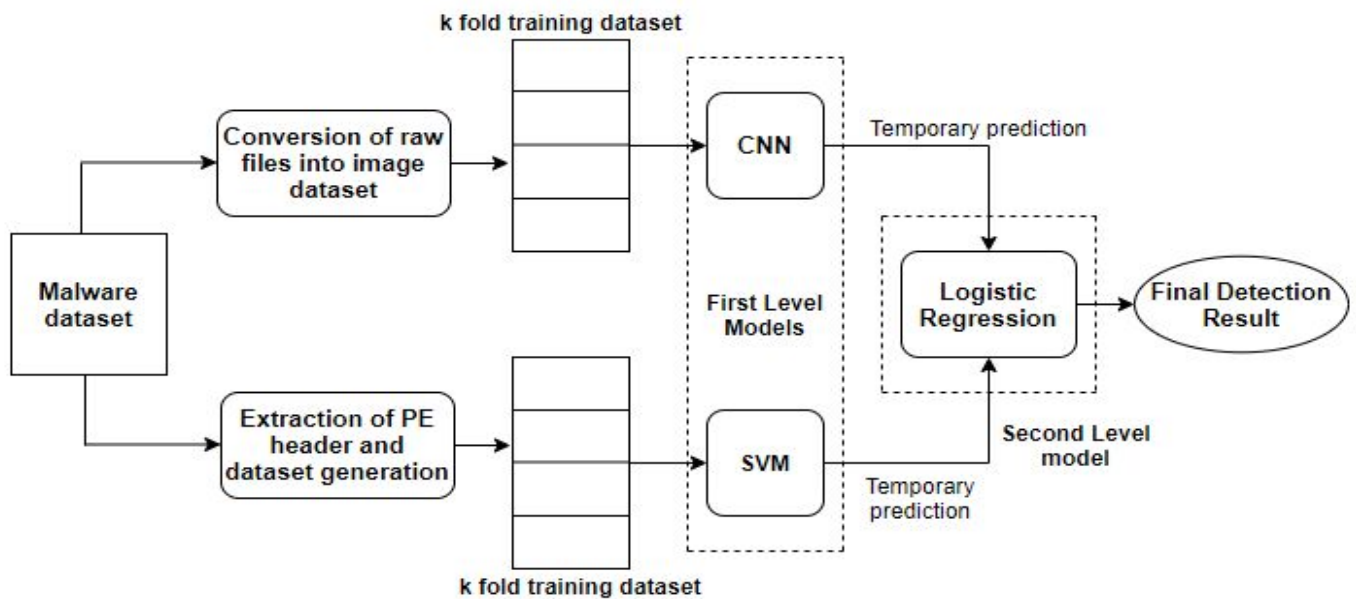 k fold training dataset
Conversion of raw
files into image
dataset
CNN
Temporary prediction
Malware
dataset
First Level
Models
Logistic
Regression
Final Detection
Result
Extraction of PE
header and
dataset generation
SVM
Temporary
prediction
Second Level
model
k fold training dataset